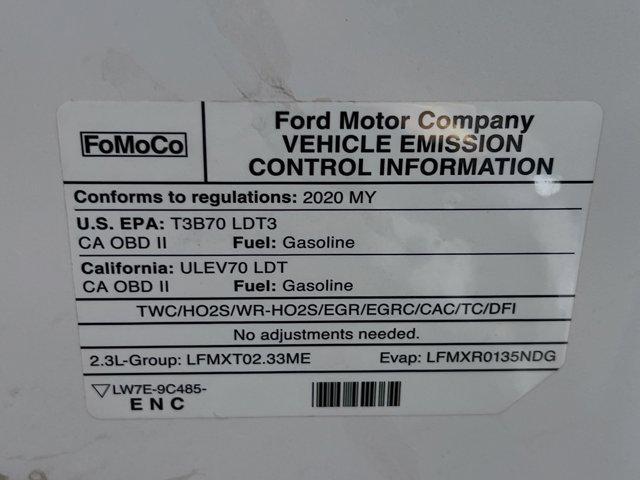 FoMoCo
Ford Motor Company
VEHICLE EMISSION
CONTROL INFORMATION
Conforms to regulations: 2020 MY
U.S. EPA: T3B70 LDT3
CA OBD II Fuel: Gasoline
California: ULEV70 LDT
CA OBD II Fuel: Gasoline
TWC/HO2S/WR-HO2S/EGR/EGRC/CAC/TC/DFI
No adjustments needed.
2.3L-Group: LFMXT02.33ME Evap: LFMXR0135NDG
LW7E-9C485-
E N C